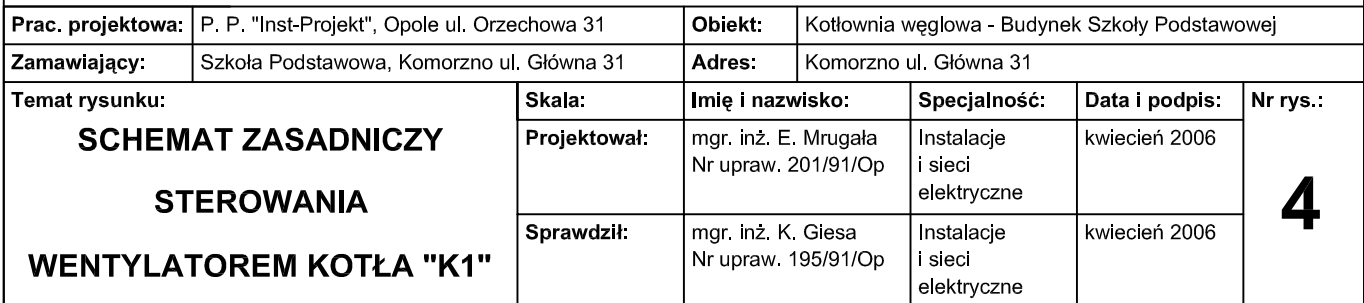 Prac. projektowa: P. P. "Inst-Projekt", Opole ul. Orzechowa 31 Obiekt: Kotłownia węglowa - Budynek Szkoły Podstawowej
Zamawiający: Szkoła Podstawowa, Komorzno ul. Główna 31 Adres: Komorzno ul. Główna 31
Temat rysunku: Skala: Imię i nazwisko: Specjalność: Data i podpis: Nr rys.:
SCHEMAT ZASADNICZY
STEROWANIA
WENTYLATOREM KOTŁA "K1"
Projektował: mgr. inż. E. Mrugała Instalacje kwiecień 2006
Nr upraw. 201/91/Op i sieci
elektryczne
Sprawdził: mgr. inż. K. Giesa Instalacje kwiecień 2006
Nr upraw. 195/91/Op i sieci
elektryczne
4